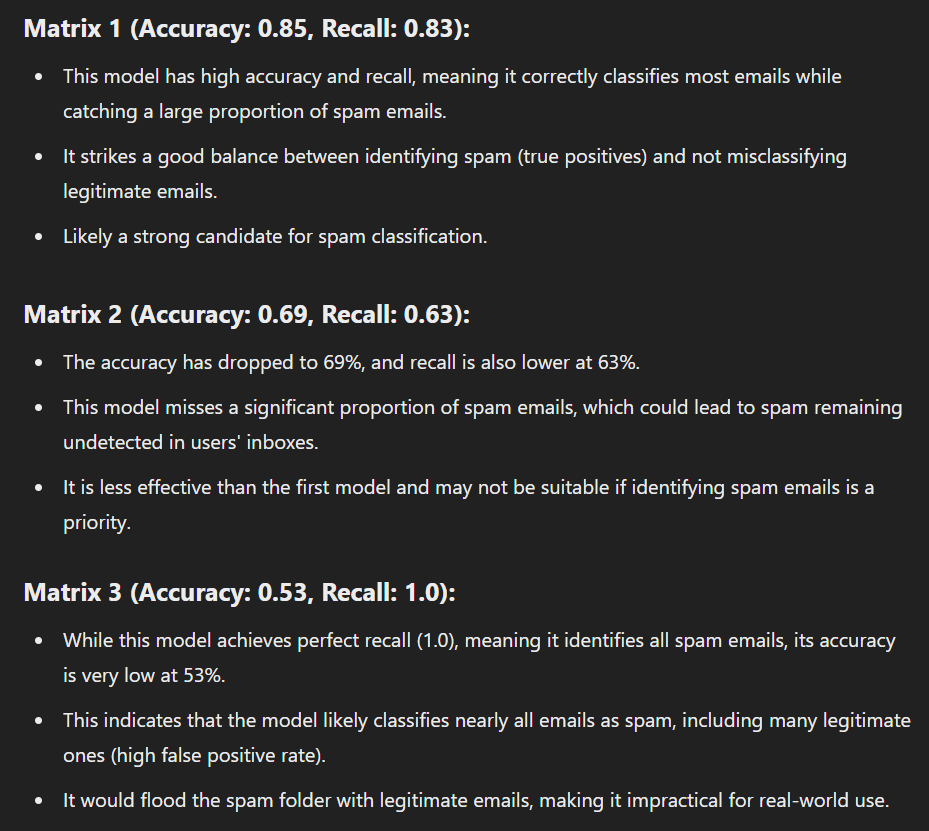 Matrix 1 (Accuracy: 0.85, Recall: 0.83):
• This model has high accuracy and recall, meaning it correctly classifies most emails while
catching a large proportion of spam emails.
• It strikes a good balance between identifying spam (true positives) and not misclassifying
legitimate emails.
• Likely a strong candidate for spam classification.
Matrix 2 (Accuracy: 0.69, Recall: 0.63):
• The accuracy has dropped to 69%, and recall is also lower at 63%.
• This model misses a significant proportion of spam emails, which could lead to spam remaining
undetected in users' inboxes.
• It is less effective than the first model and may not be suitable if identifying spam emails is a
priority.
Matrix 3 (Accuracy: 0.53, Recall: 1.0):
• While this model achieves perfect recall (1.0), meaning it identifies all spam emails, its accuracy
is very low at 53%.
• This indicates that the model likely classifies nearly all emails as spam, including many legitimate
ones (high false positive rate).
• It would flood the spam folder with legitimate emails, making it impractical for real-world use.